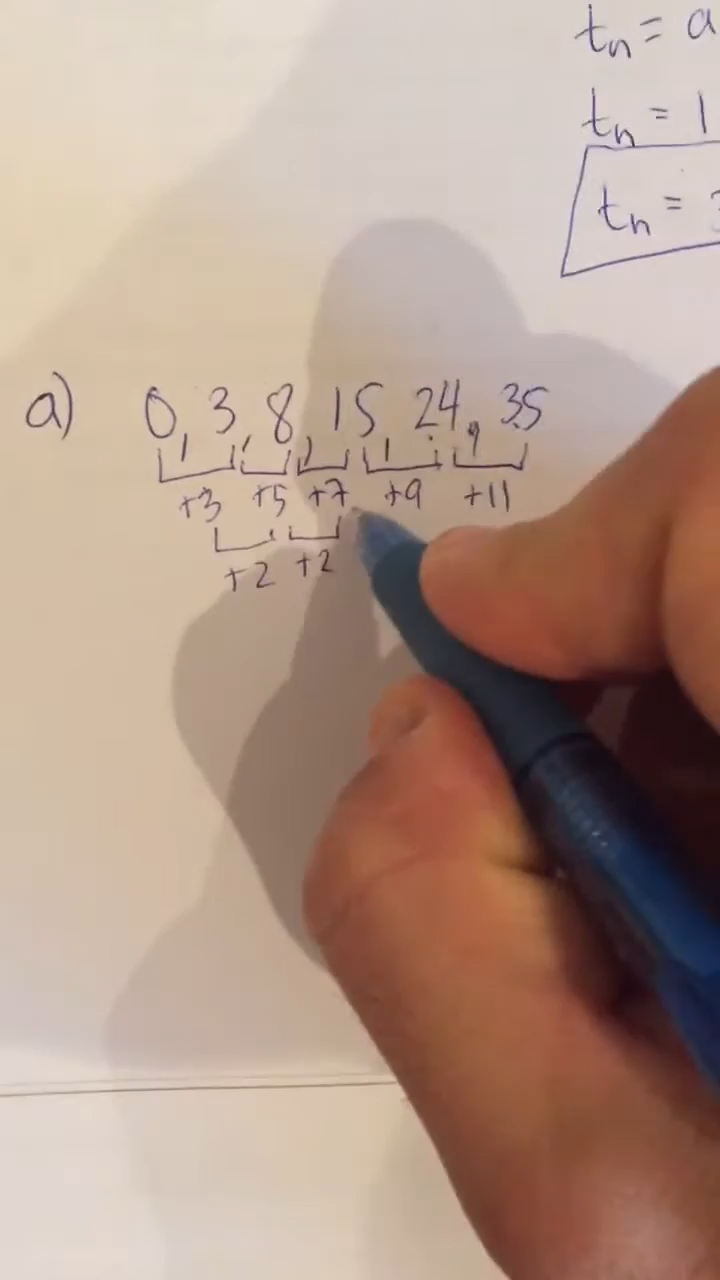 tn = a
tn = 1
tn =
a) 0, 3, 8, 15, 24, 35
+3 +5 +7 +9 +11
+2 +2